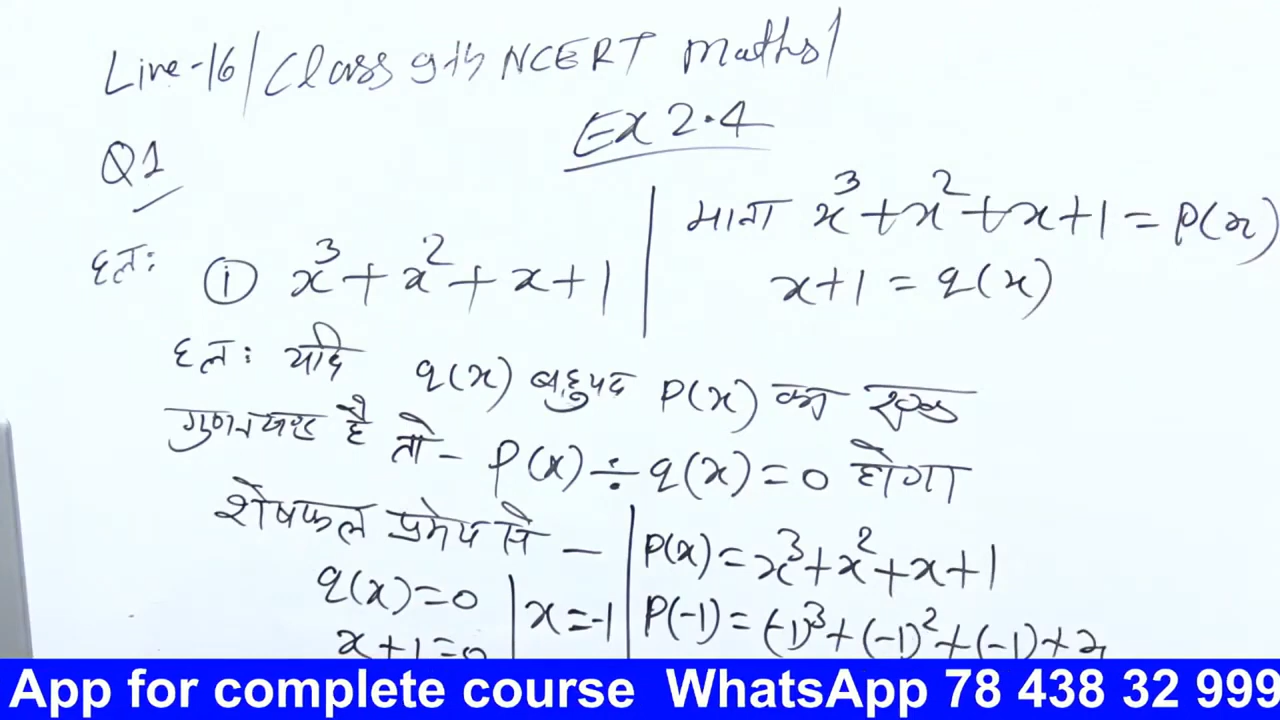 Live-16/Class 9th NCERT Maths/
Ex 2.4
Q1
हल: ① x³+x²+x+1
माना x³+x²+x+1=P(x)
x+1=q(x)
हल: यदि q(x) बहुपद P(x) का एक
गुणनखण्ड है तो- P(x)÷q(x)=0 होगा
शेषफल प्रमेय से —
q(x)=0
x+1=0
x=-1
P(x)=x³+x²+x+1
P(-1)=(-1)³+(-1)²+(-1)+
App for complete course WhatsApp 78 438 32 999